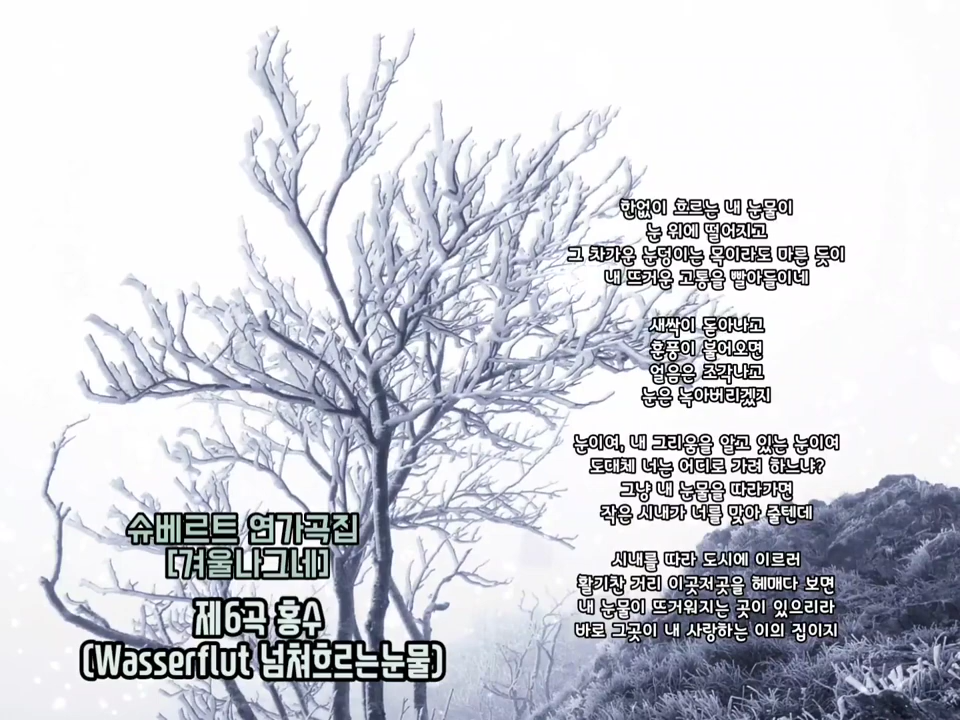 한없이 흐르는 내 눈물이
눈 위에 떨어지고
그 차가운 눈덩이는 목이라도 마른 듯이
내 뜨거운 고통을 빨아들이네
새싹이 돋아나고
훈풍이 불어오면
얼음은 조각나고
눈은 녹아버리겠지
눈이여, 내 그리움을 알고 있는 눈이여
도대체 너는 어디로 가려 하느냐?
그냥 내 눈물을 따라가면
작은 시내가 너를 맞아 줄텐데
시내를 따라 도시에 이르러
활기찬 거리 이곳저곳을 헤매다 보면
내 눈물이 뜨거워지는 곳이 있으리라
바로 그곳이 내 사랑하는 이의 집이지
슈베르트 연가곡집
[겨울나그네]
제6곡 홍수
(Wasserflut 넘쳐흐르는눈물)